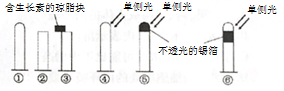 含生长素的琼脂块
单侧光
单侧光
单侧光
不透光的锡箔
① ② ③ ④ ⑤ ⑥